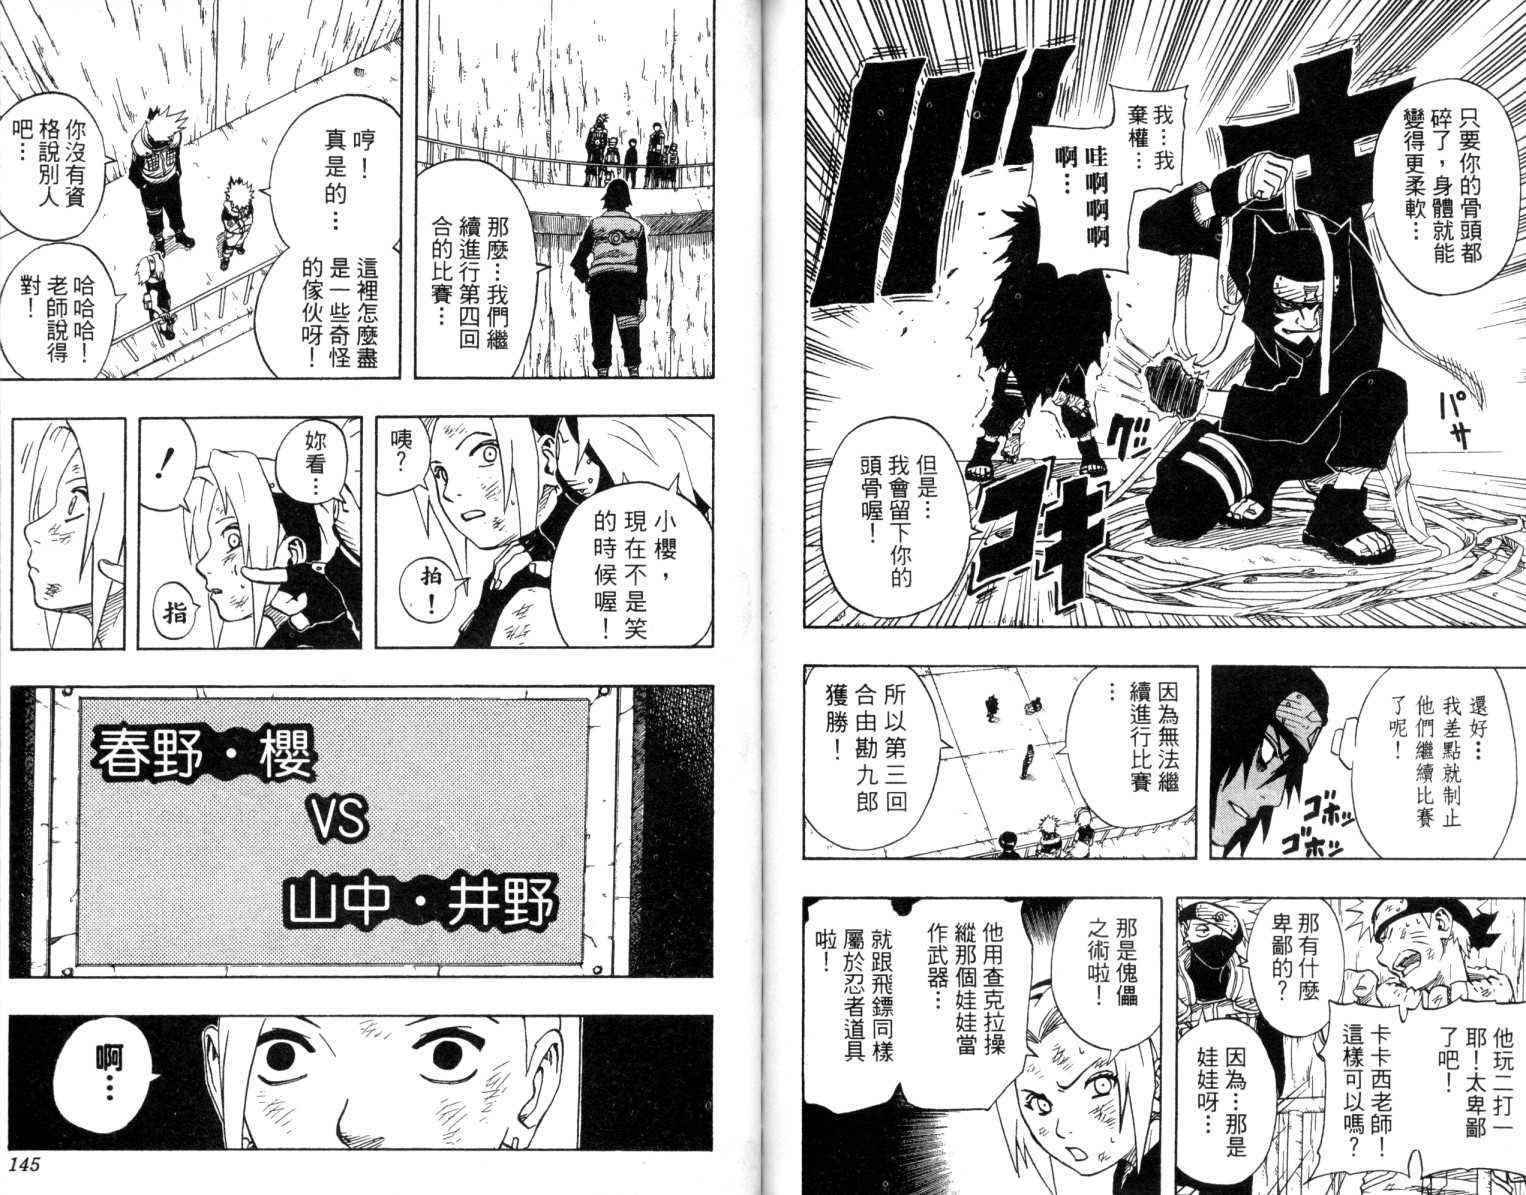 只要你的骨頭都
碎了，身體就能
變得更柔軟…
我…我
棄權…
哇啊啊啊
啊…
パ
サ
グ
ゴキ
但是…
我會留下你的
頭骨喔！
還好…
我差點就制止
他們繼續比賽
了呢！
ゴホッ
ゴホッ
因為無法繼
續進行比賽
…
所以第三回
合由勘九郎
獲勝！
他玩二打一
耶！太卑鄙
了吧！
卡卡西老師！
這樣可以嗎？
那有什麼
卑鄙的？
因為…那是
娃娃呀…
那是傀儡
之術啦！
他用查克拉操
縱那個娃娃當
作武器…
就跟飛鏢同樣
屬於忍者道具
啦！
那麼…我們繼
續進行第四回
合的比賽…
哼！
真是的…
這裡怎麼盡
是一些奇怪
的傢伙呀！
你沒有資
格說別人
吧…
哈哈哈！
老師說得
對！
小櫻，
現在不是笑
的時候喔！
咦？
拍！
妳看…
指
！
春野·櫻
VS
山中·井野
啊…
145